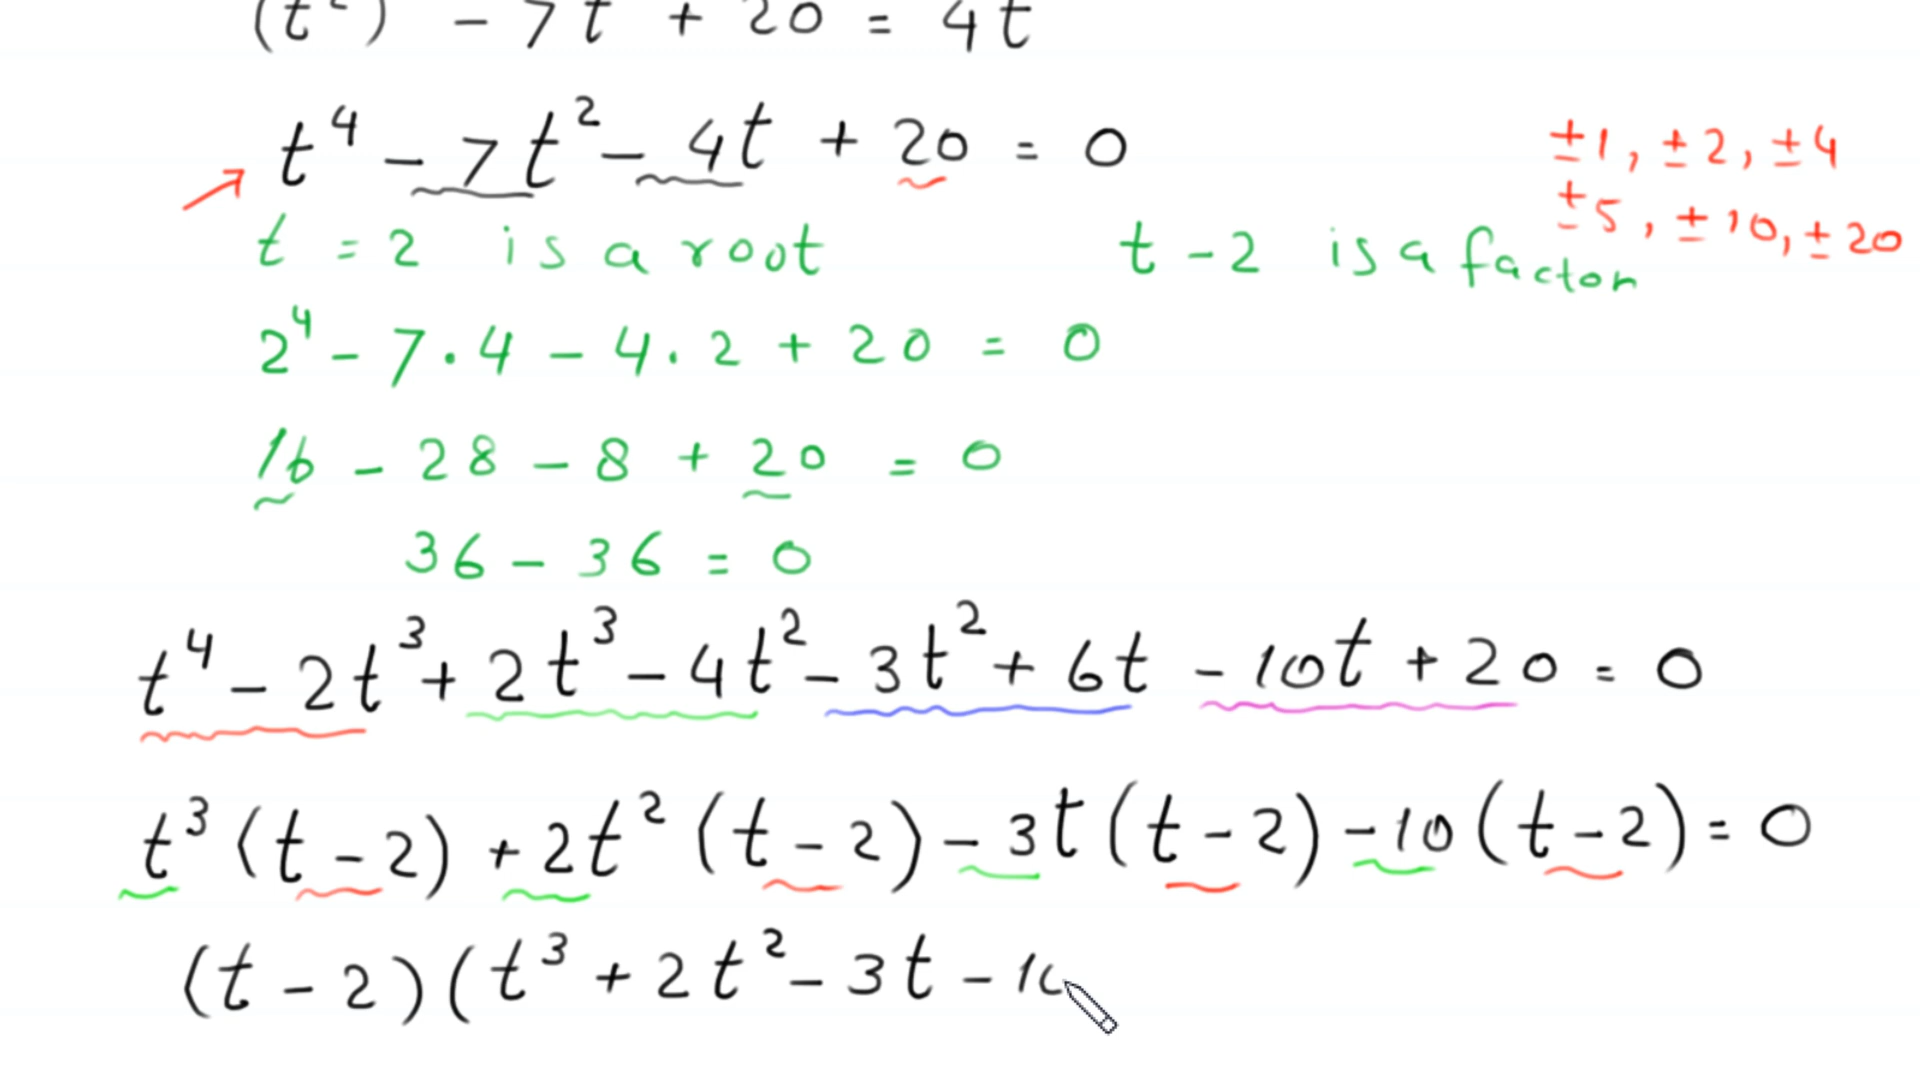 (t²) - 7t + 20 = 4t
t⁴ - 7t² - 4t + 20 = 0
±1, ±2, ±4
±5, ±10, ±20
t = 2 is a root
t - 2 is a factor
2⁴ - 7·4 - 4·2 + 20 = 0
16 - 28 - 8 + 20 = 0
36 - 36 = 0
t⁴ - 2t³ + 2t³ - 4t² - 3t² + 6t - 10t + 20 = 0
t³(t - 2) + 2t²(t - 2) - 3t(t - 2) - 10(t - 2) = 0
(t - 2)(t³ + 2t² - 3t - 10